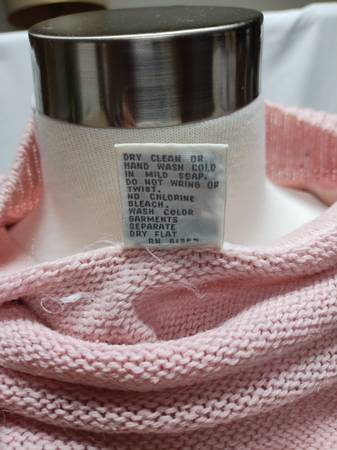 DRY CLEAN OR
HAND WASH COLD
IN MILD SOAP.
DO NOT WRING OR
TWIST.
NO CHLORINE
BLEACH.
WASH COLOR
GARMENTS
SEPARATE
DRY FLAT
RN